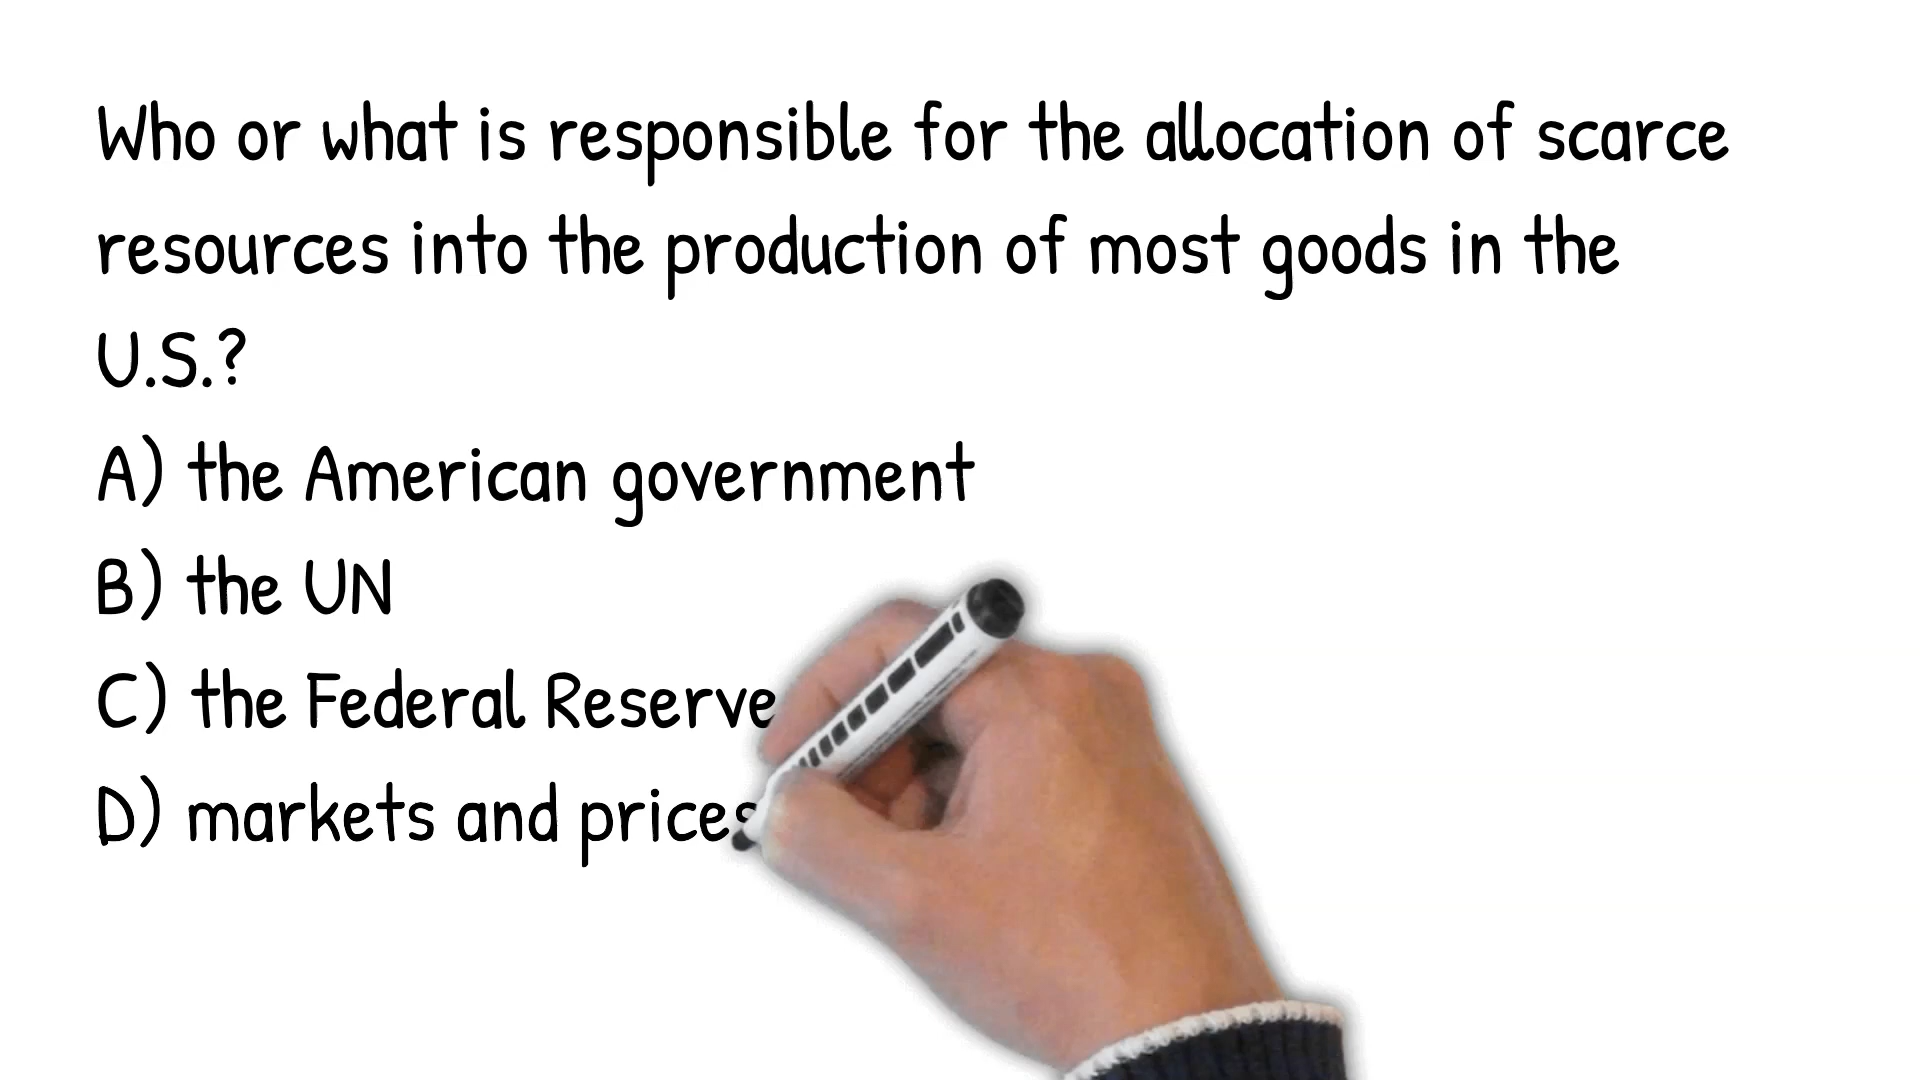 Who or what is responsible for the allocation of scarce
resources into the production of most goods in the
U.S.?
A) the American government
B) the UN
C) the Federal Reserve
D) markets and prices